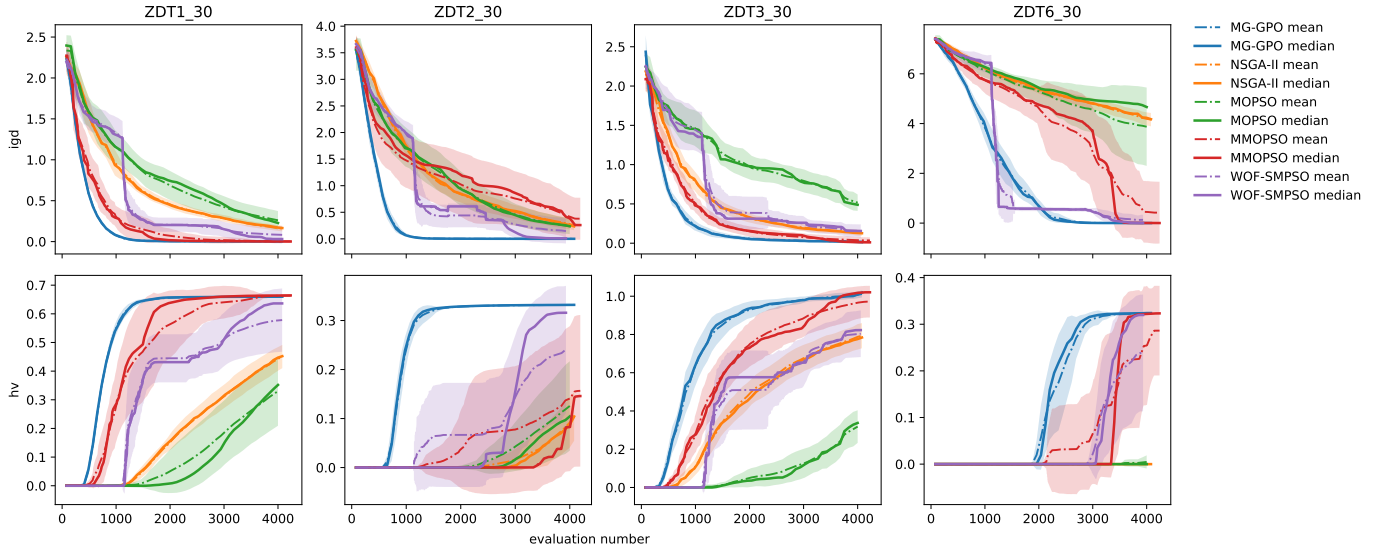 ZDT1_30
ZDT2_30
ZDT3_30
ZDT6_30
igd
2.5
2.0
1.5
1.0
0.5
0.0
4.0
3.5
3.0
2.5
2.0
1.5
1.0
0.5
0.0
2.5
2.0
1.5
1.0
0.5
0.0
6
4
2
0
MG-GPO mean
MG-GPO median
NSGA-II mean
NSGA-II median
MOPSO mean
MOPSO median
MMOPSO mean
MMOPSO median
WOF-SMPSO mean
WOF-SMPSO median
hv
0.7
0.6
0.5
0.4
0.3
0.2
0.1
0.0
0.3
0.2
0.1
0.0
1.0
0.8
0.6
0.4
0.2
0.0
0.4
0.3
0.2
0.1
0.0
0 1000 2000 3000 4000
0 1000 2000 3000 4000
0 1000 2000 3000 4000
0 1000 2000 3000 4000
evaluation number